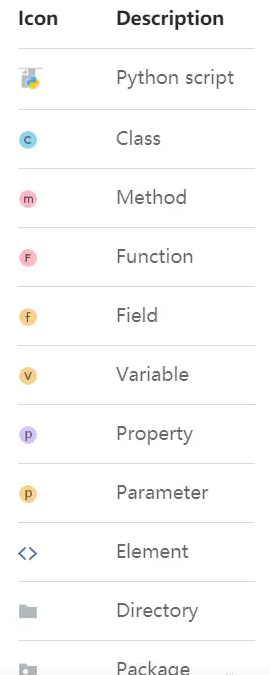 Icon Description
Python script
C Class
m Method
F Function
f Field
V Variable
p Property
p Parameter
<> Element
Directory
Package